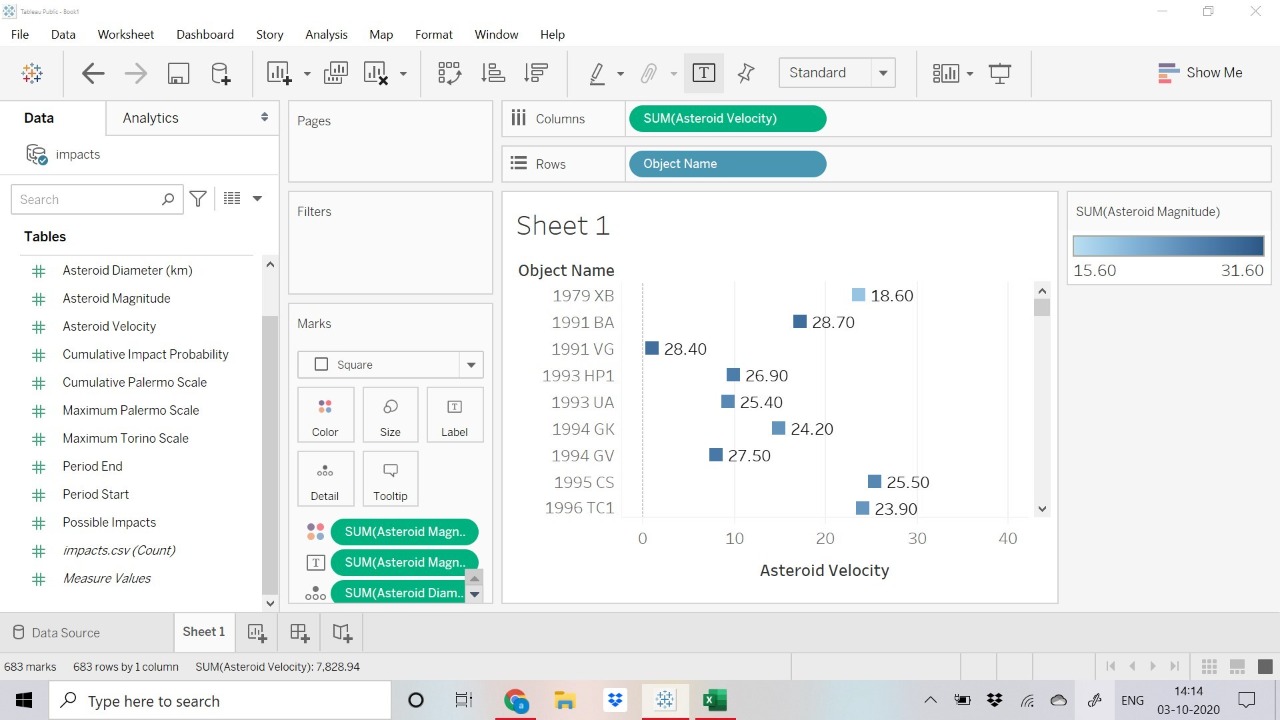 Tableau Public - Book1
File Data Worksheet Dashboard Story Analysis Map Format Window Help
Standard
Show Me
Data Analytics
impacts
Search
Tables
Asteroid Diameter (km)
Asteroid Magnitude
Asteroid Velocity
Cumulative Impact Probability
Cumulative Palermo Scale
Maximum Palermo Scale
Maximum Torino Scale
Period End
Period Start
Possible Impacts
impacts.csv (Count)
Measure Values
Pages
Filters
Marks
Square
Color Size Label
Detail Tooltip
SUM(Asteroid Magn..
SUM(Asteroid Magn..
SUM(Asteroid Diam..
Columns SUM(Asteroid Velocity)
Rows Object Name
Sheet 1
Object Name
1979 XB 18.60
1991 BA 28.70
1991 VG 28.40
1993 HP1 26.90
1993 UA 25.40
1994 GK 24.20
1994 GV 27.50
1995 CS 25.50
1996 TC1 23.90
0 10 20 30 40
Asteroid Velocity
SUM(Asteroid Magnitude)
15.60 31.60
Data Source Sheet 1
683 marks 683 rows by 1 column SUM(Asteroid Velocity): 7,828.94
Type here to search
ENG
14:14
03-10-2020